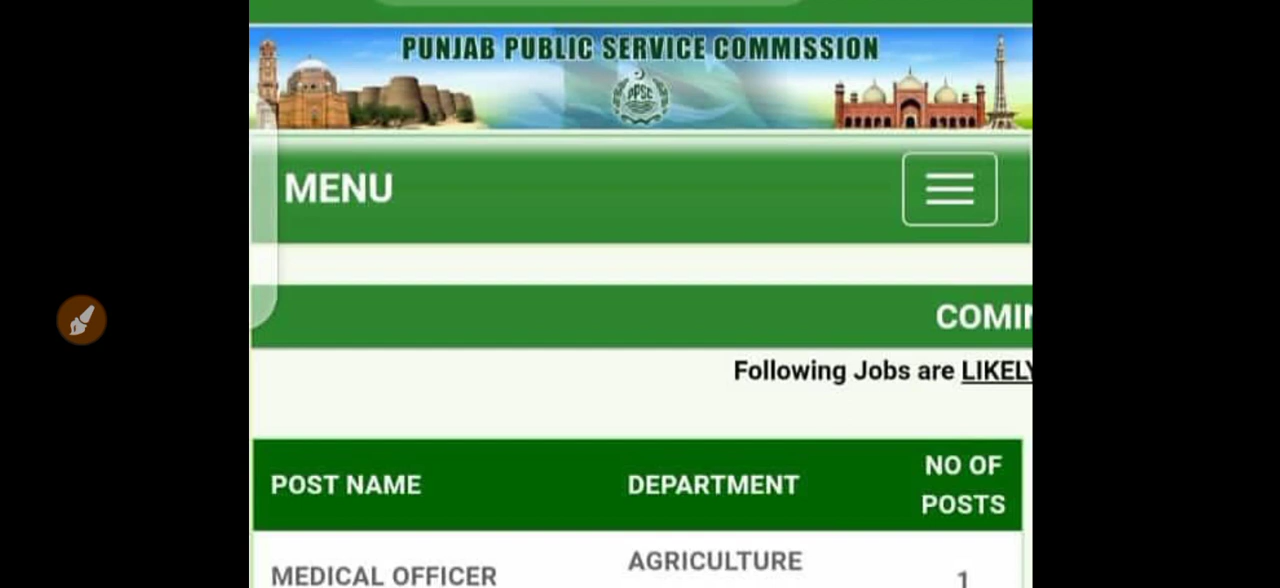 PUNJAB PUBLIC SERVICE COMMISSION
PPSC
MENU
COMIN
Following Jobs are LIKELY
POST NAME DEPARTMENT NO OF POSTS
MEDICAL OFFICER AGRICULTURE 1